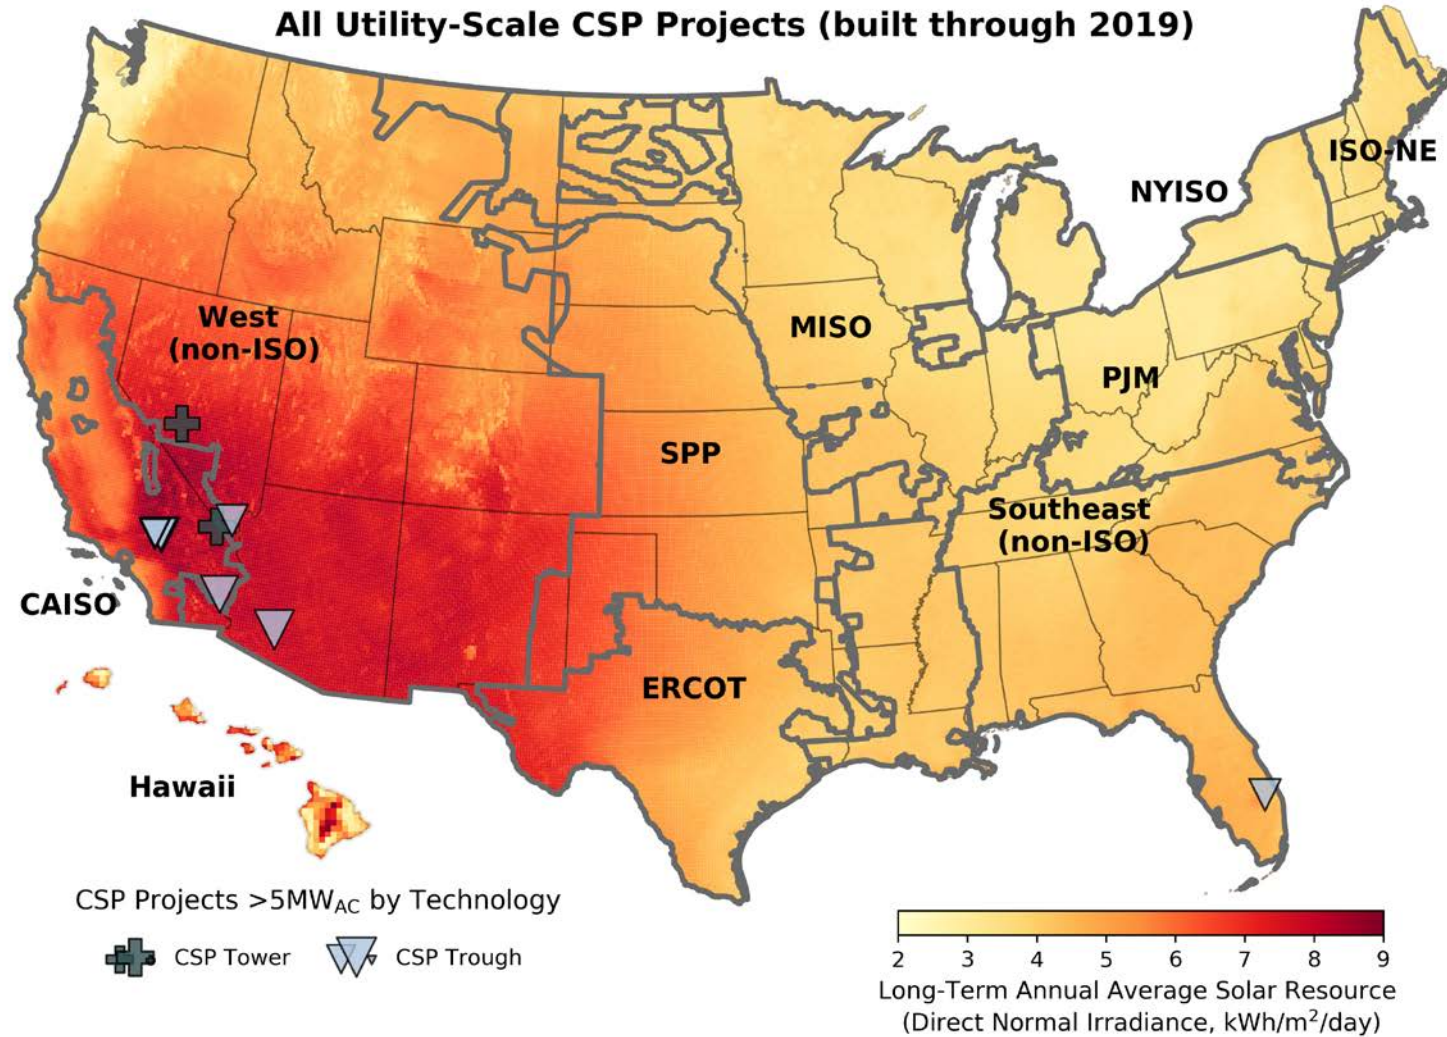 All Utility-Scale CSP Projects (built through 2019)
ISO-NE
NYISO
West
(non-ISO)
MISO
PJM
SPP
Southeast
(non-ISO)
CAISO
ERCOT
Hawaii
CSP Projects >5MW_AC by Technology
CSP Tower
CSP Trough
2 3 4 5 6 7 8 9
Long-Term Annual Average Solar Resource
(Direct Normal Irradiance, kWh/m²/day)